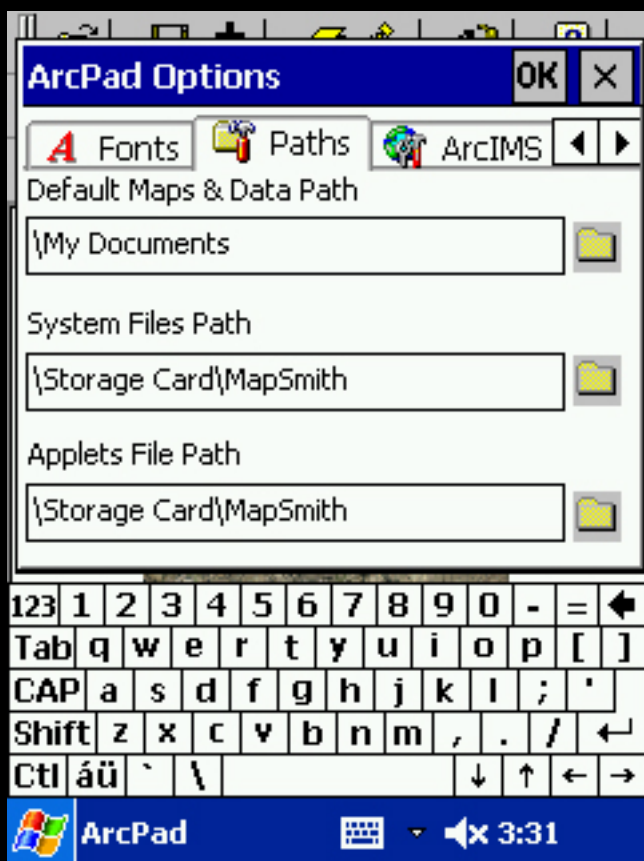 ArcPad Options OK ×
A Fonts Paths ArcIMS
Default Maps & Data Path
\My Documents
System Files Path
\Storage Card\MapSmith
Applets File Path
\Storage Card\MapSmith
123 1 2 3 4 5 6 7 8 9 0 - =
Tab q w e r t y u i o p [ ]
CAP a s d f g h j k l ; '
Shift z x c v b n m , . /
Ctl áü ` \
ArcPad 3:31